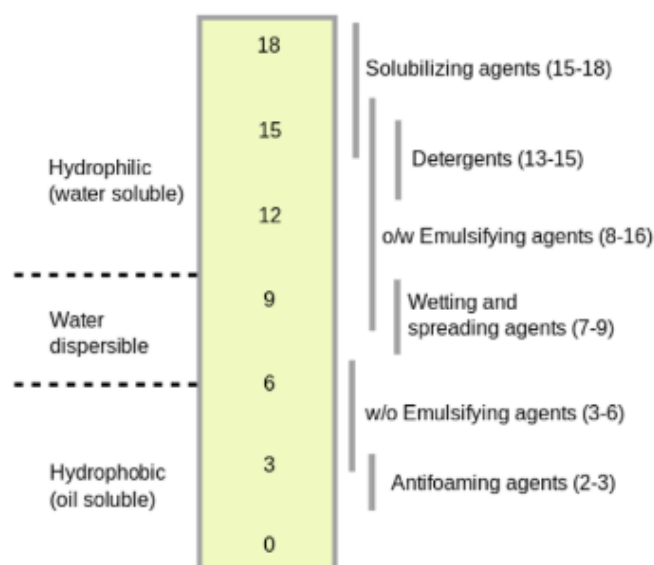 18
Solubilizing agents (15-18)
15
Detergents (13-15)
Hydrophilic
(water soluble)
12
o/w Emulsifying agents (8-16)
9
Wetting and
spreading agents (7-9)
Water
dispersible
6
w/o Emulsifying agents (3-6)
3
Hydrophobic
(oil soluble)
Antifoaming agents (2-3)
0